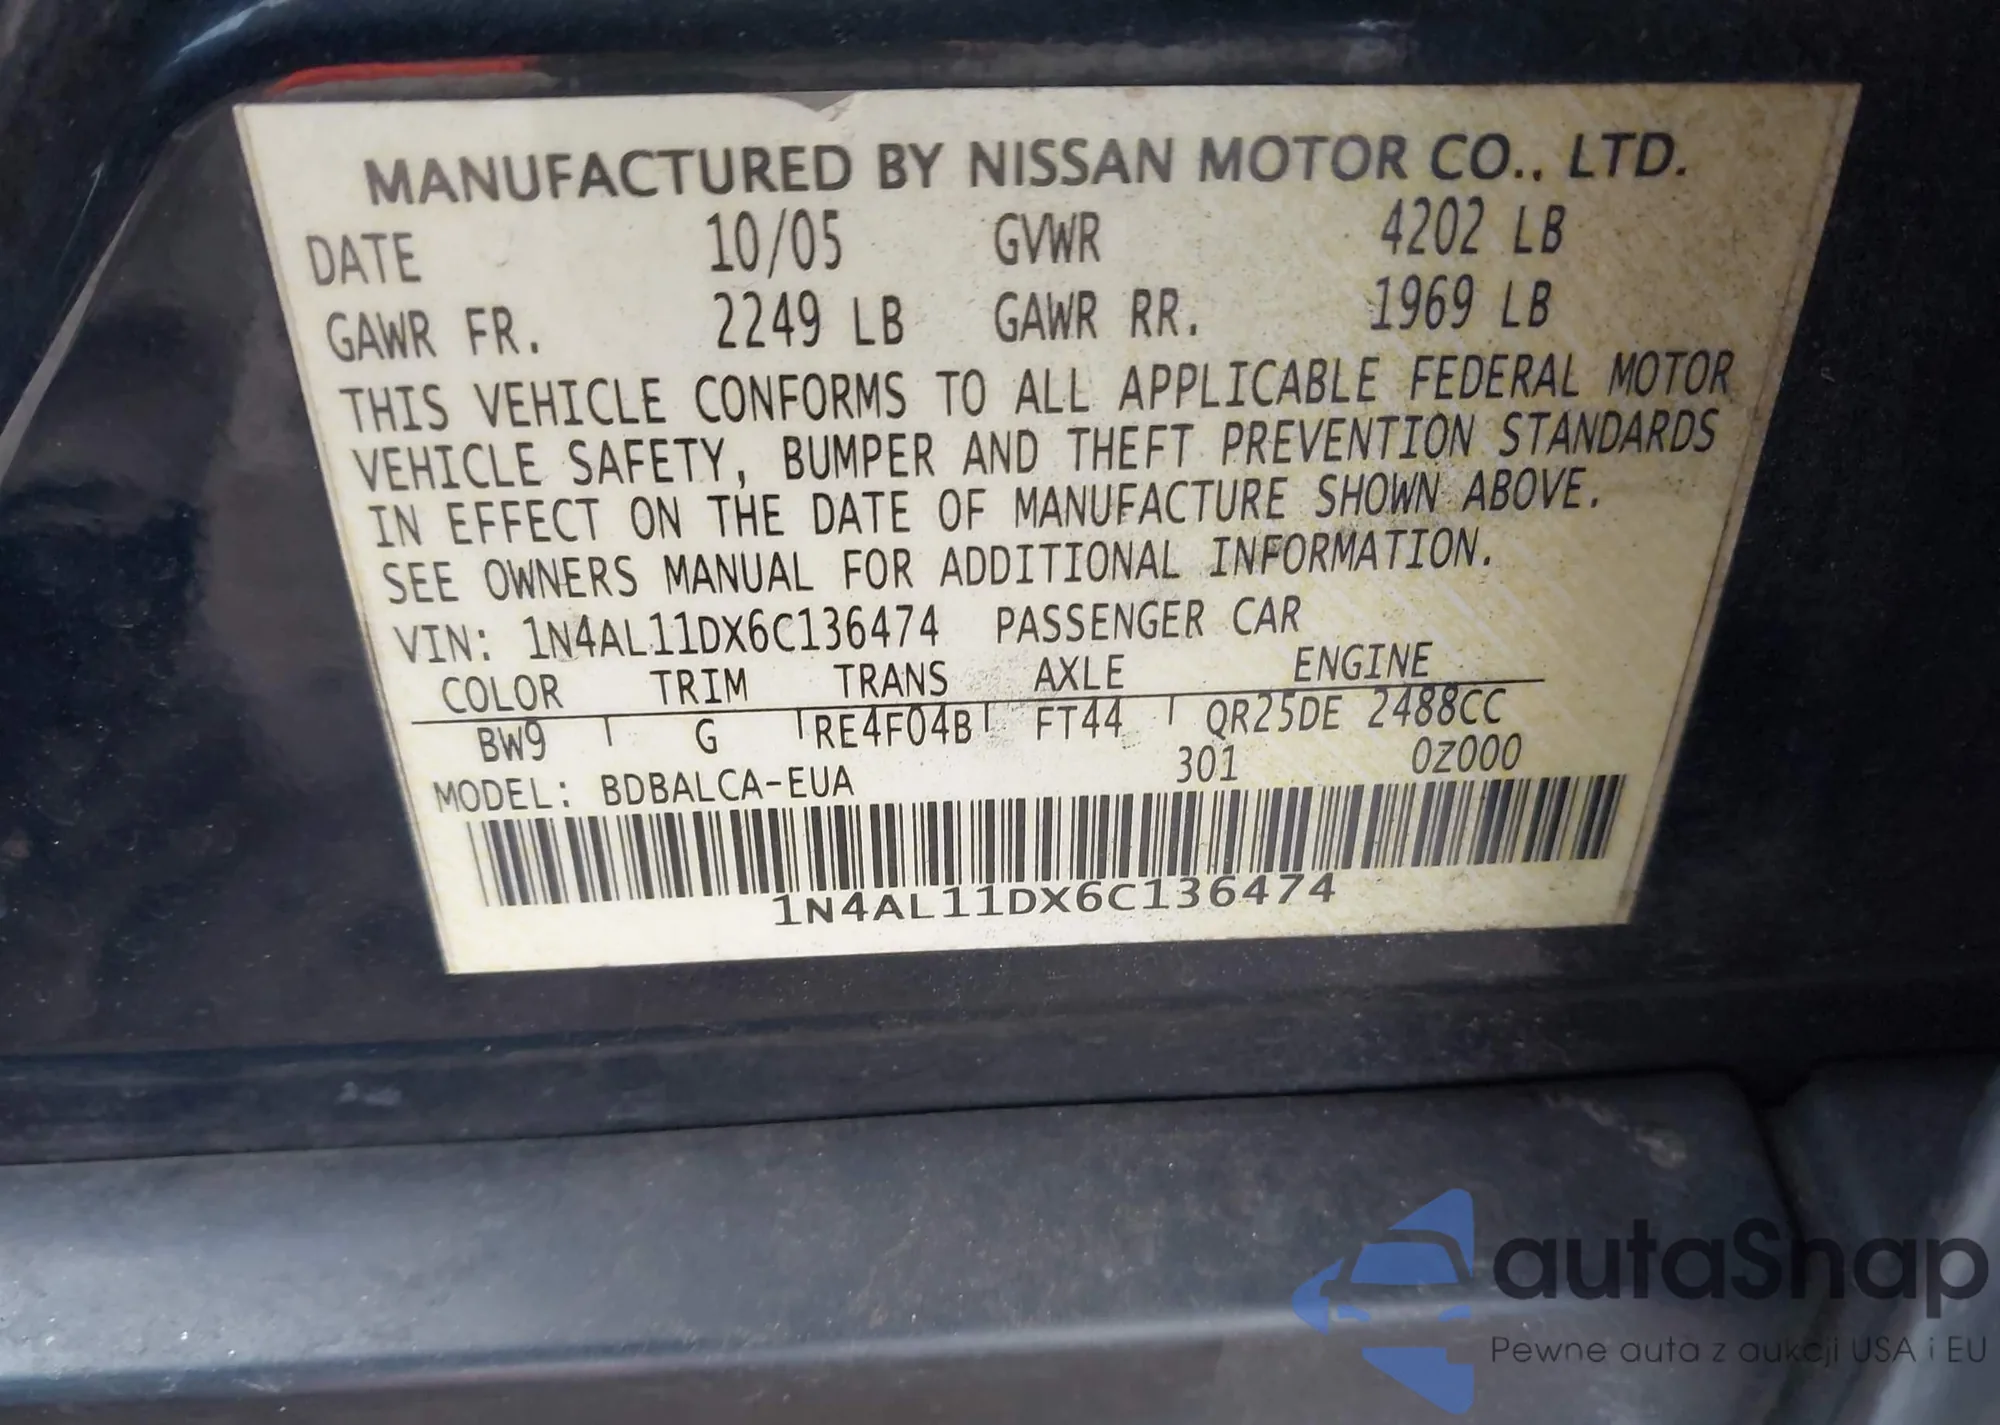 MANUFACTURED BY NISSAN MOTOR CO., LTD.
DATE 10/05 GVWR 4202 LB
GAWR FR. 2249 LB GAWR RR. 1969 LB
THIS VEHICLE CONFORMS TO ALL APPLICABLE FEDERAL MOTOR
VEHICLE SAFETY, BUMPER AND THEFT PREVENTION STANDARDS
IN EFFECT ON THE DATE OF MANUFACTURE SHOWN ABOVE.
SEE OWNERS MANUAL FOR ADDITIONAL INFORMATION.
VIN: 1N4AL11DX6C136474 PASSENGER CAR
COLOR TRIM TRANS AXLE ENGINE
BW9 G RE4F04B FT44 QR25DE 2488CC
301 0Z000
MODEL: BDBALCA-EUA
1N4AL11DX6C136474
autaSnap
Pewne auta z aukcji USA i EU